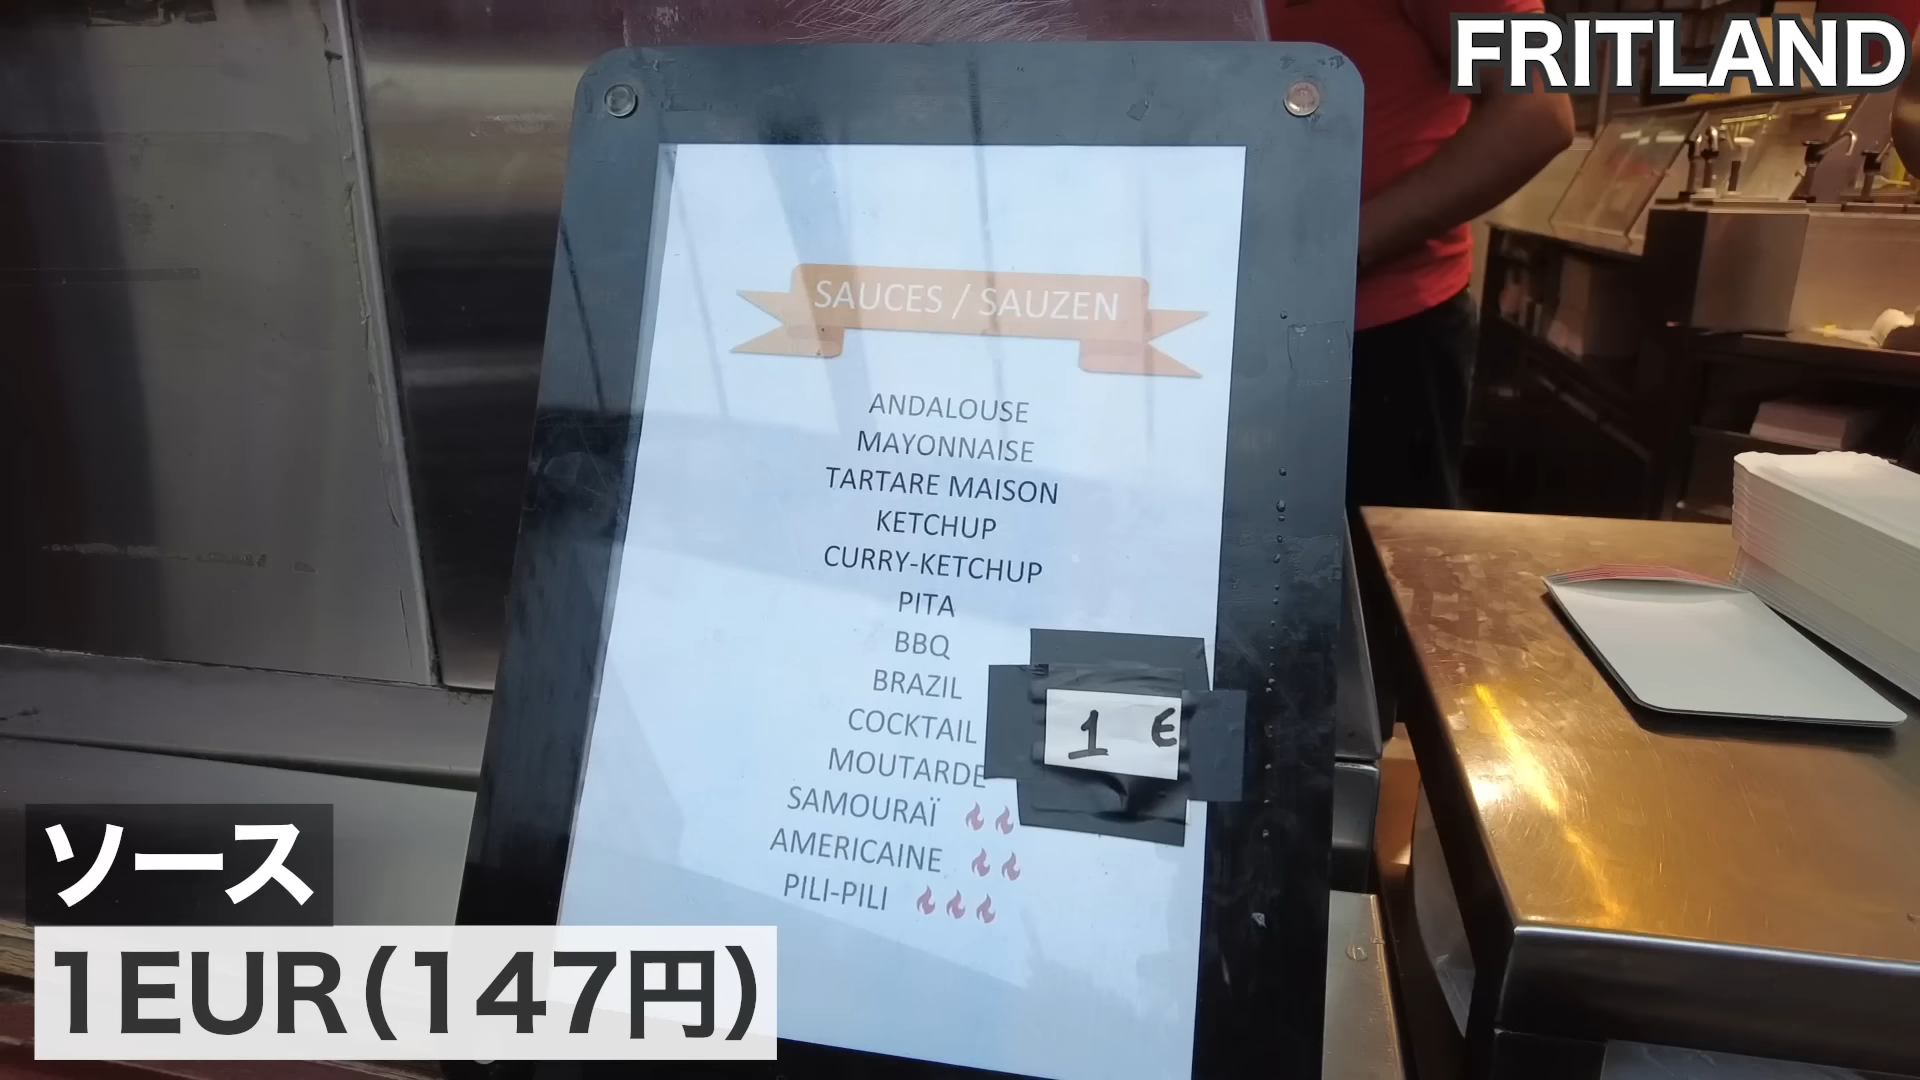 FRITLAND
SAUCES / SAUZEN
ANDALOUSE
MAYONNAISE
TARTARE MAISON
KETCHUP
CURRY-KETCHUP
PITA
BBQ
BRAZIL
COCKTAIL
MOUTARDE
1 €
SAMOURAÏ
AMERICAINE
PILI-PILI
ソース
1EUR(147円)